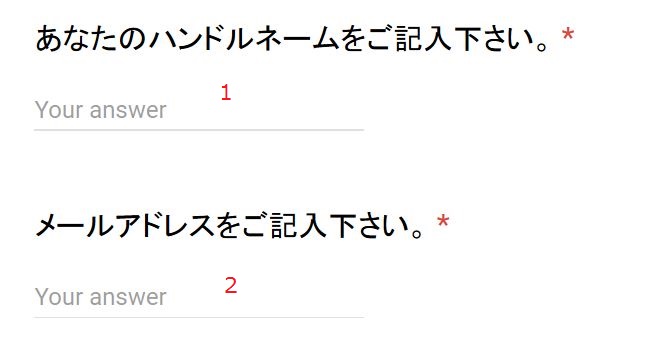 あなたのハンドルネームをご記入下さい。 *
Your answer 1
メールアドレスをご記入下さい。 *
Your answer 2